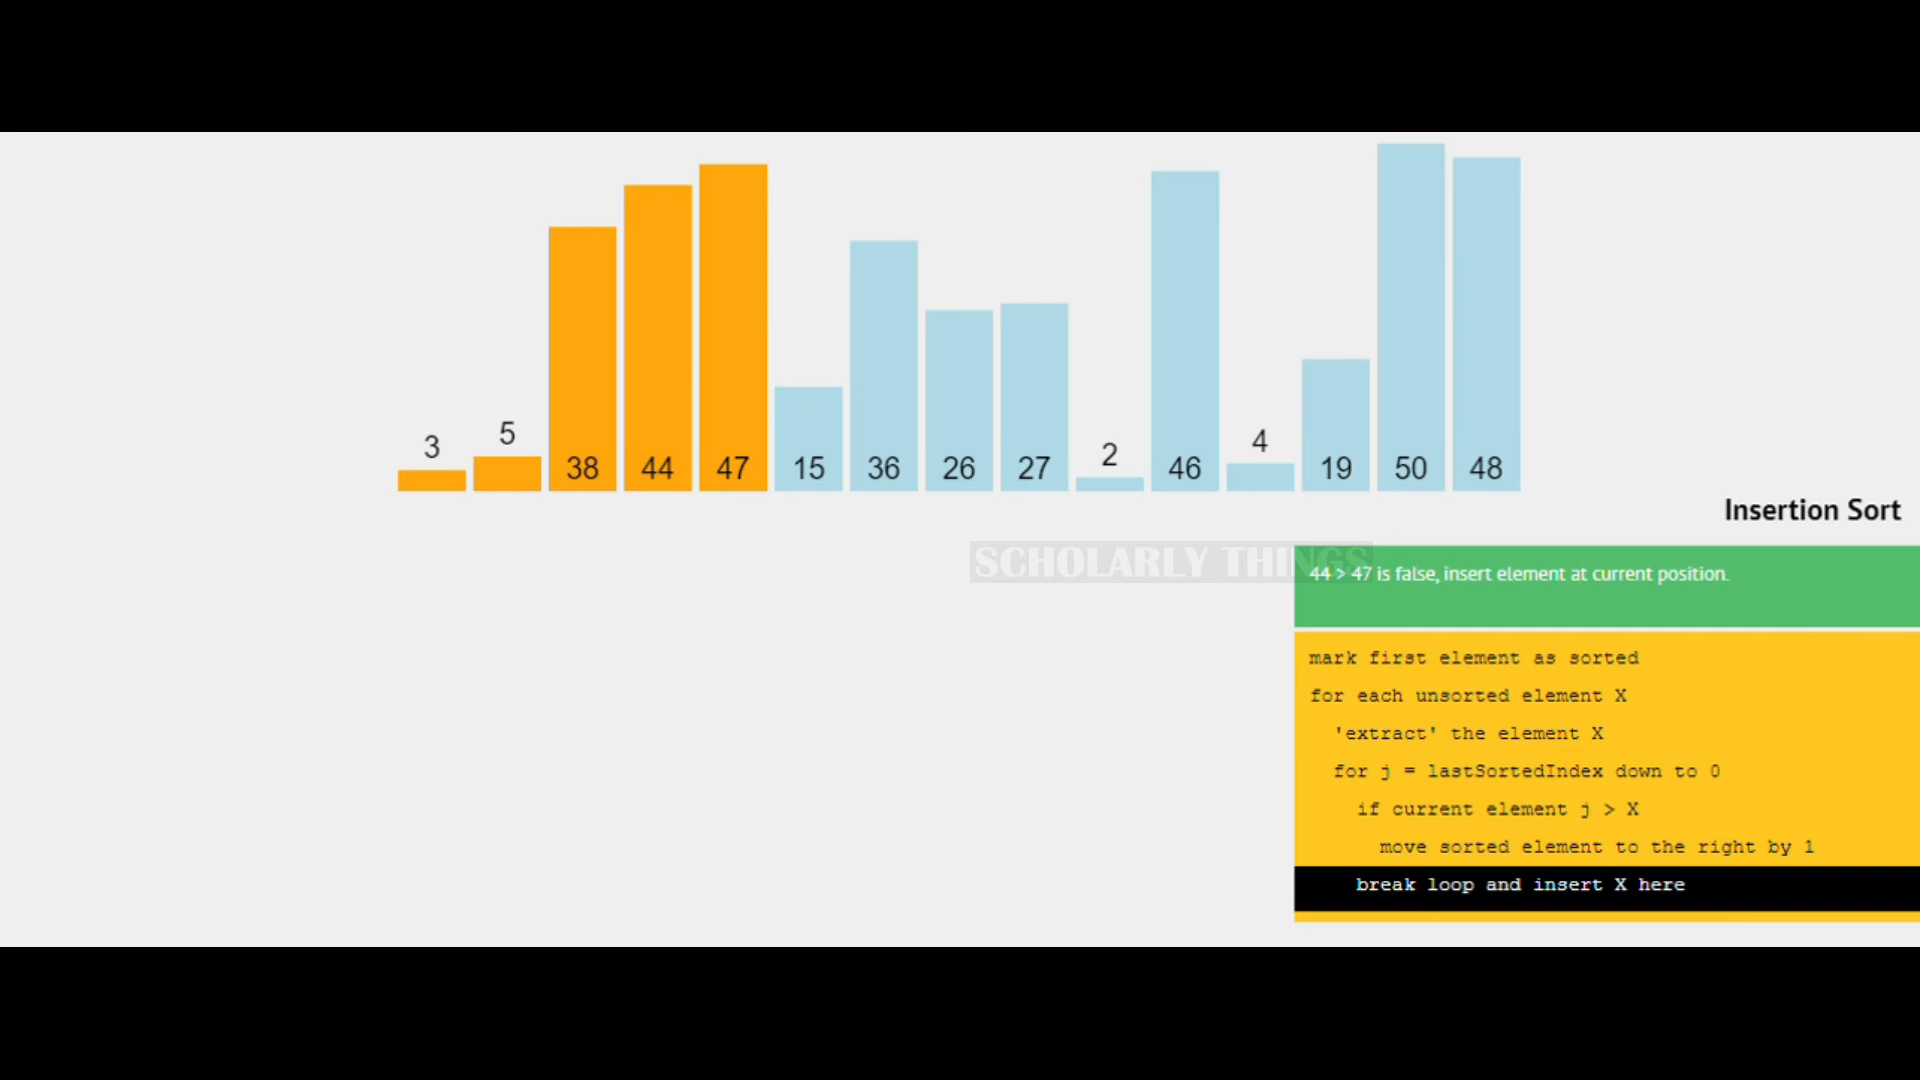 3 5 38 44 47 15 36 26 27 2 46 4 19 50 48
Insertion Sort
SCHOLARLY THINGS
44 > 47 is false, insert element at current position.
mark first element as sorted
for each unsorted element X
'extract' the element X
for j = lastSortedIndex down to 0
if current element j > X
move sorted element to the right by 1
break loop and insert X here